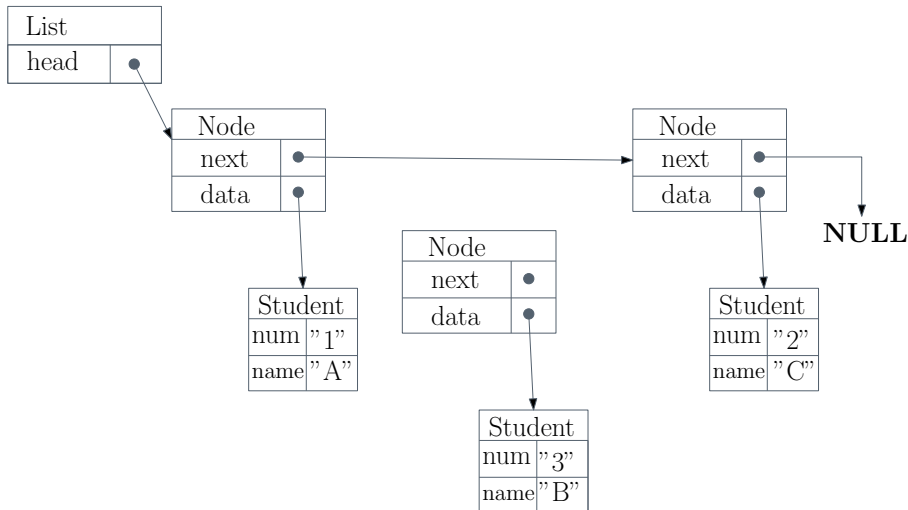 List
head
Node
next
data
Node
next
data
NULL
Node
next
data
Student
num "1"
name "A"
Student
num "2"
name "C"
Student
num "3"
name "B"